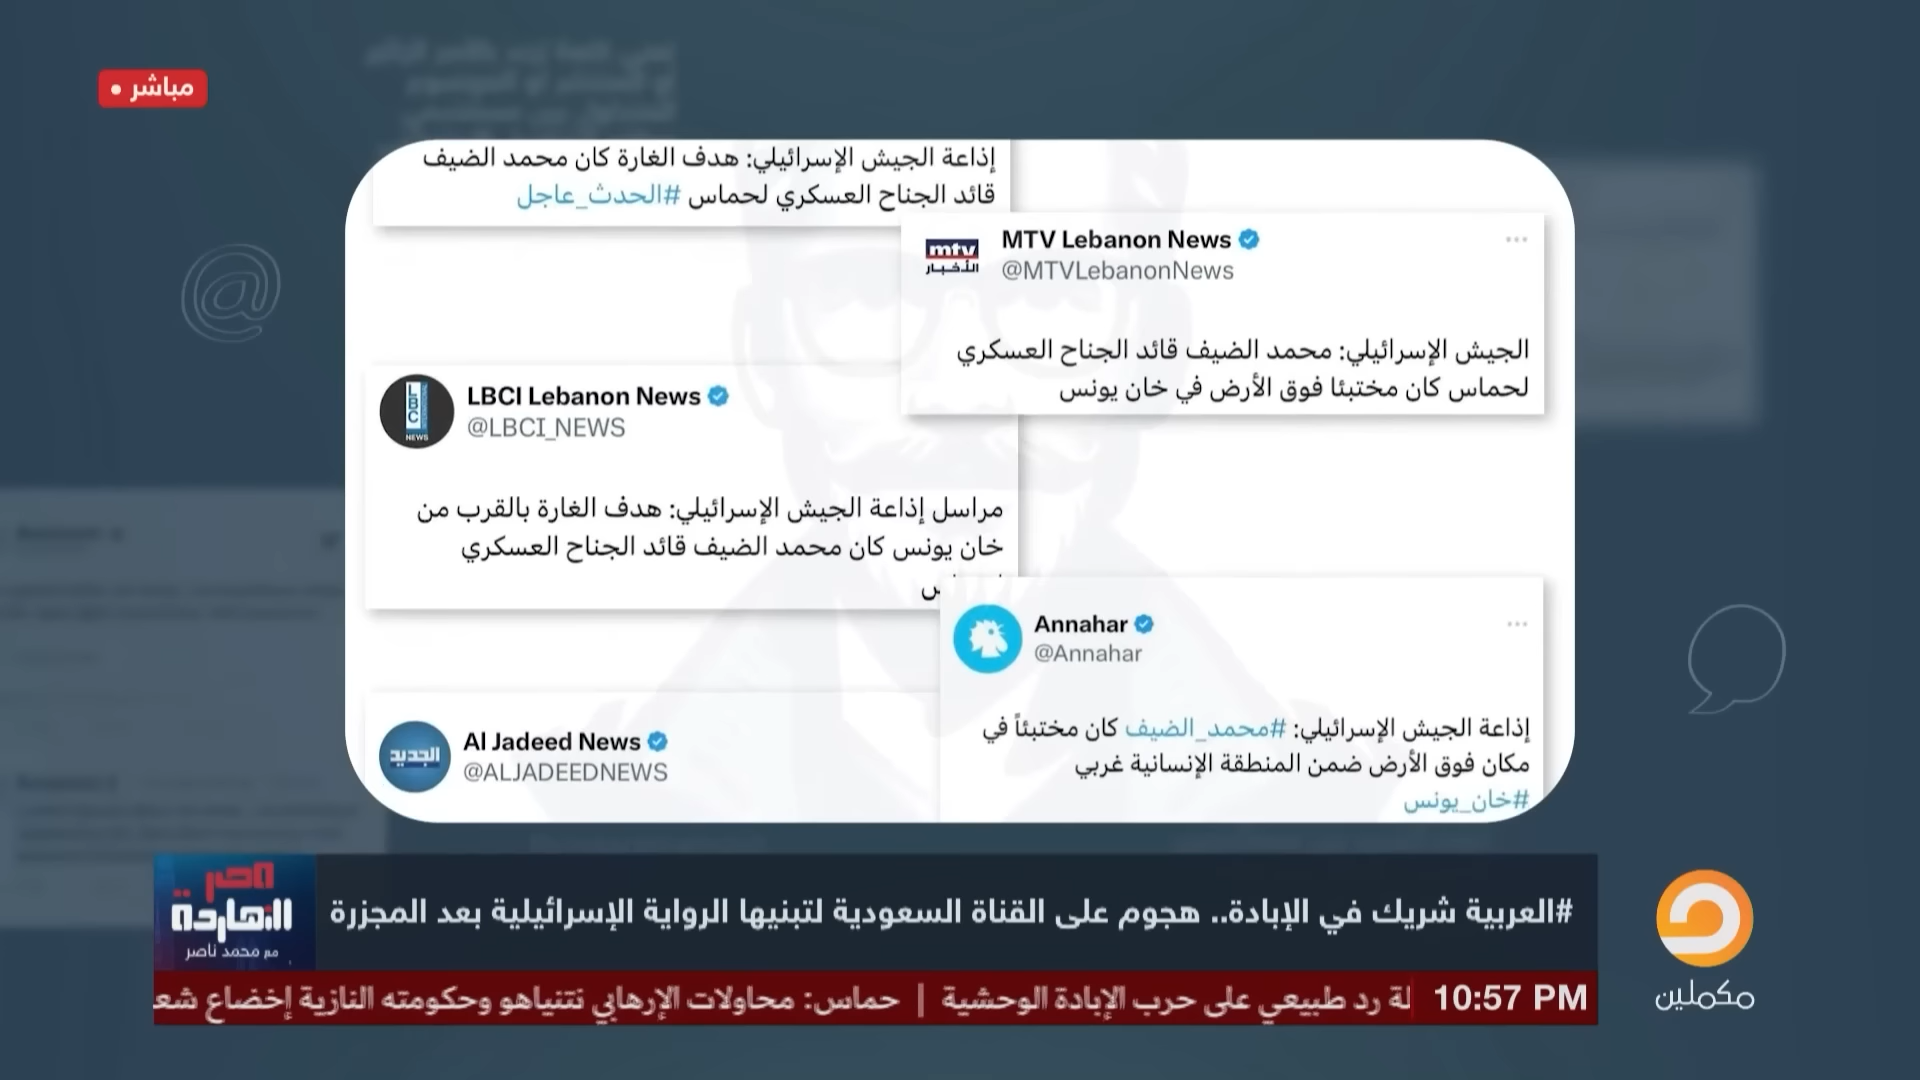 مباشر
إذاعة الجيش الإسرائيلي: هدف الغارة كان محمد الضيف
قائد الجناح العسكري لحماس #الحدث_عاجل
mtv
الأخبار
MTV Lebanon News
@MTVLebanonNews
الجيش الإسرائيلي: محمد الضيف قائد الجناح العسكري
لحماس كان مختبئا فوق الأرض في خان يونس
LBCI
NEWS
LBCI Lebanon News
@LBCI_NEWS
مراسل إذاعة الجيش الإسرائيلي: هدف الغارة بالقرب من
خان يونس كان محمد الضيف قائد الجناح العسكري
Annahar
@Annahar
إذاعة الجيش الإسرائيلي: #محمد_الضيف كان مختبئاً في
مكان فوق الأرض ضمن المنطقة الإنسانية غربي
#خان_يونس
الجديد
Al Jadeed News
@ALJADEEDNEWS
مصر
النهاردة
مع محمد ناصر
#العربية شريك في الإبادة.. هجوم على القناة السعودية لتبنيها الرواية الإسرائيلية بعد المجزرة
10:57 PM
لة رد طبيعي على حرب الإبادة الوحشية | حماس: محاولات الإرهابي نتنياهو وحكومته النازية إخضاع شع
مكملين